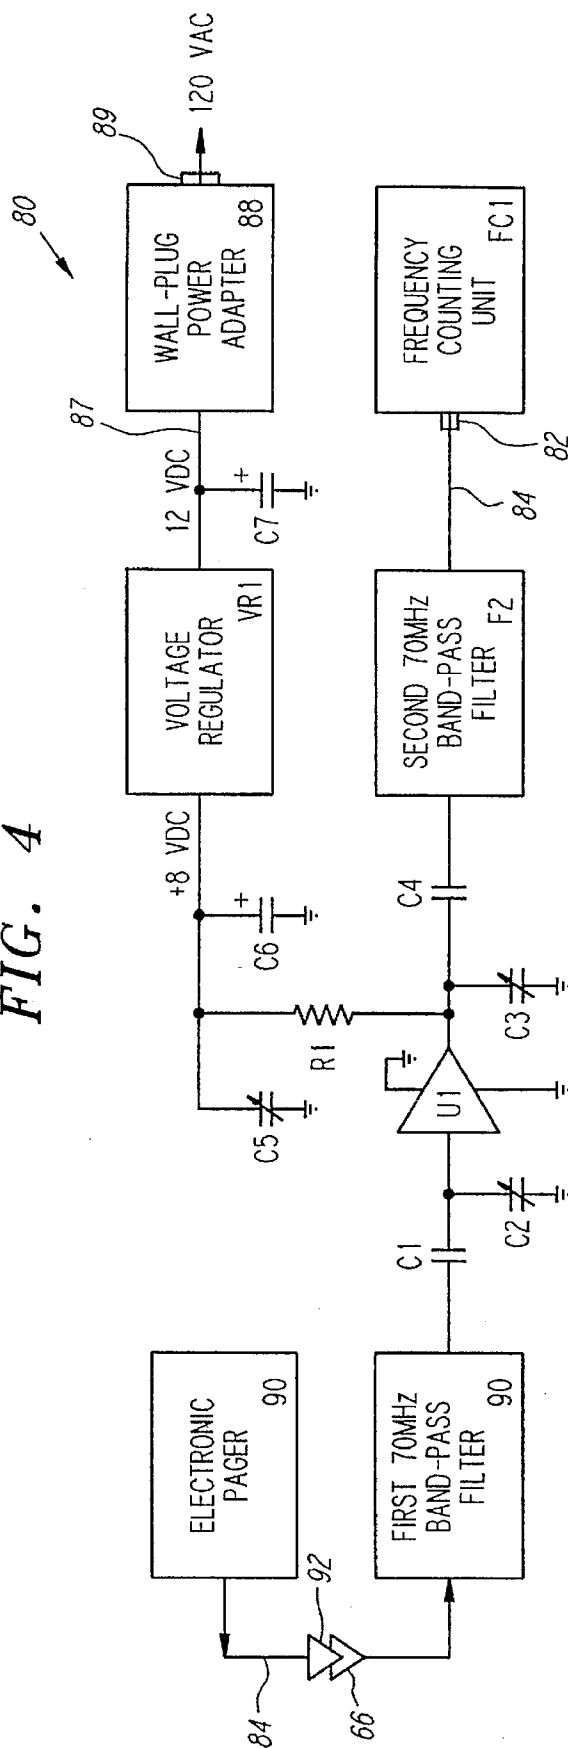 FIG. 4
80
ELECTRONIC
PAGER
90
84
92
66
FIRST 70MHz
BAND-PASS
FILTER
90
C1
C2
U1
C3
C4
R1
C5
C6
+8 VDC
VOLTAGE
REGULATOR
VR1
12 VDC
C7
87
WALL-PLUG
POWER
ADAPTER
88
89
120 VAC
SECOND 70MHz
BAND-PASS
FILTER
F2
84
82
FREQUENCY
COUNTING
UNIT
FC1